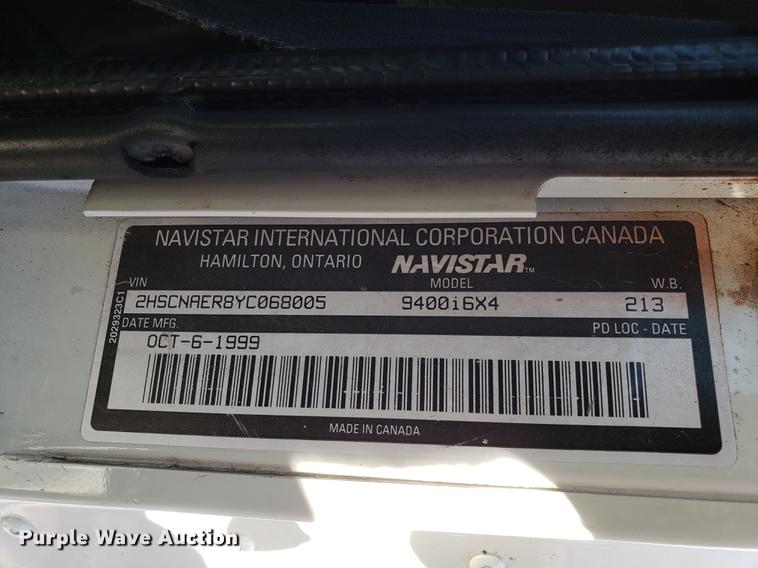 NAVISTAR INTERNATIONAL CORPORATION CANADA
HAMILTON, ONTARIO NAVISTAR™
VIN MODEL W.B.
2HSCNAER8YC068005 9400i6X4 213
DATE MFG. PD LOC - DATE
OCT-6-1999
MADE IN CANADA
2029323C1
Purple Wave Auction